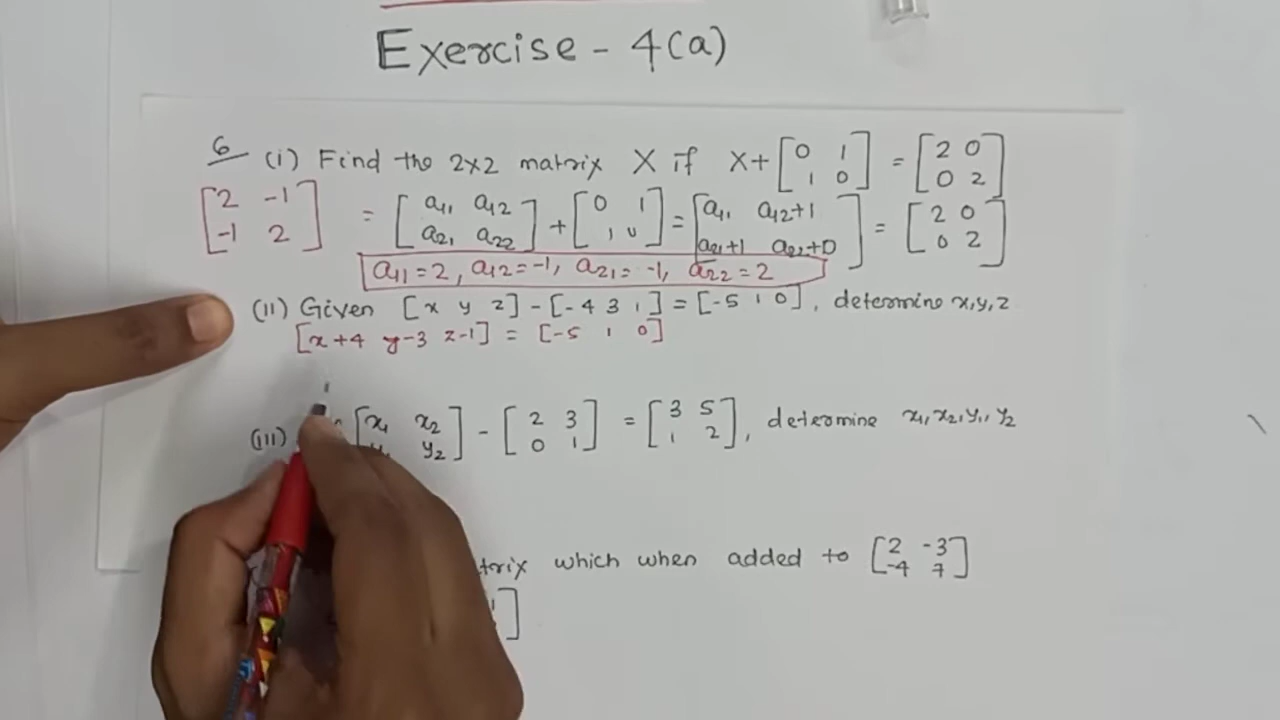 Exercise - 4(a)
6 (i) Find the 2x2 matrix X if X+[0 1 1 0] = [2 0 0 2]
[2 -1 -1 2] = [a11 a12 a21 a22] + [0 1 1 0] = [a11 a12+1 a21+1 a22+0] = [2 0 0 2]
a11 = 2, a12 = -1, a21 = -1, a22 = 2
(ii) Given [x y z] - [-4 3 1] = [-5 1 0], determine x,y,z
[x+4 y-3 z-1] = [-5 1 0]
(iii) [x1 x2 y2] - [2 3 0 1] = [3 5 1 2], determine x1,x2,y1,y2
which when added to [2 -3 -4 7]